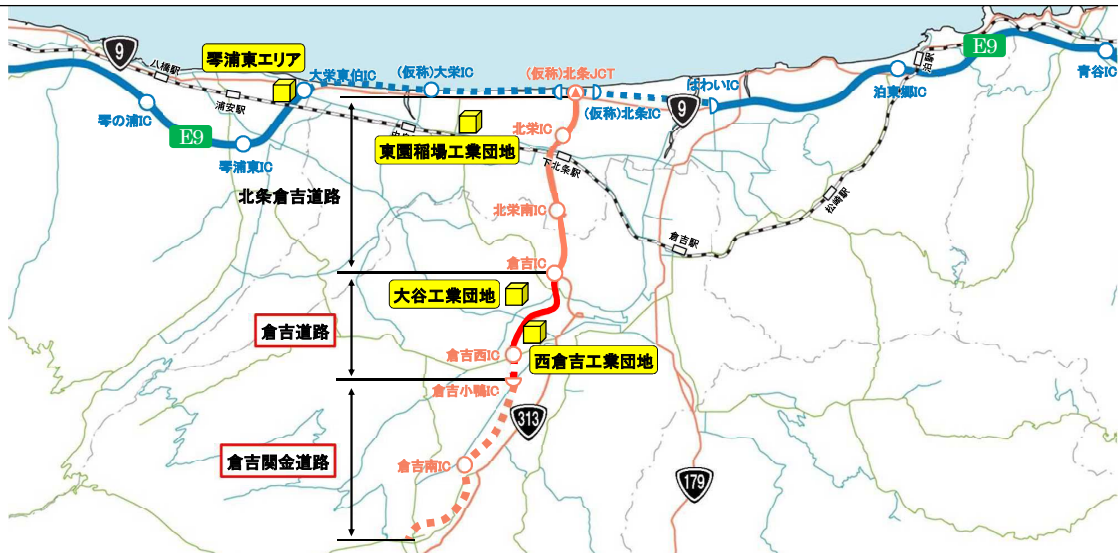 9
八橋駅
琴浦東エリア
大栄東伯IC
(仮称)大栄IC
(仮称)北条JCT
はわい IC
泊東郷IC
泊駅
E9
青谷IC
琴の浦IC
浦安駅
E9
琴浦東IC
(仮称)北条IC
9
北栄IC
東園稲場工業団地
下北条駅
北条倉吉道路
松崎駅
北栄南IC
倉吉駅
倉吉IC
大谷工業団地
倉吉道路
倉吉西IC
西倉吉工業団地
倉吉小鴨IC
313
倉吉関金道路
倉吉南IC
179